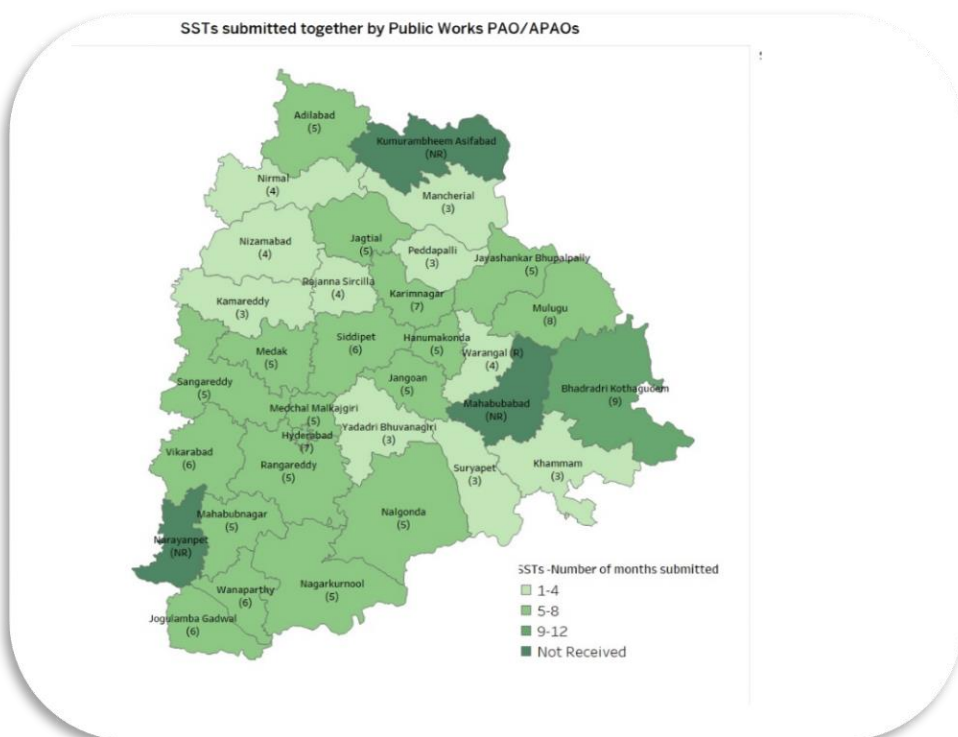 SSTs submitted together by Public Works PAO/APAOs
Adilabad
(5)
Kumurambheem Asifabad
(NR)
Nirmal
(4)
Mancherial
(3)
Nizamabad
(4)
Jagtial
(5)
Peddapalli
(3)
Jayashankar Bhupalpally
(5)
Rajanna Sircilla
(4)
Kamareddy
(3)
Karimnagar
(7)
Mulugu
(8)
Siddipet
(6)
Hanumakonda
(5)
Medak
(5)
Warangal (R)
(4)
Sangareddy
(5)
Jangoan
(5)
Bhadradri Kothagudem
(9)
Mahabubabad
(NR)
Medchal Malkajgiri
(5)
Hyderabad
(7)
Yadadri Bhuvanagiri
(3)
Vikarabad
(6)
Rangareddy
(5)
Suryapet
(3)
Khammam
(3)
Mahabubnagar
(5)
Nalgonda
(5)
Narayanpet
(NR)
Wanaparthy
(6)
Nagarkurnool
(5)
Jogulamba Gadwal
(6)
SSTs -Number of months submitted
1-4
5-8
9-12
Not Received